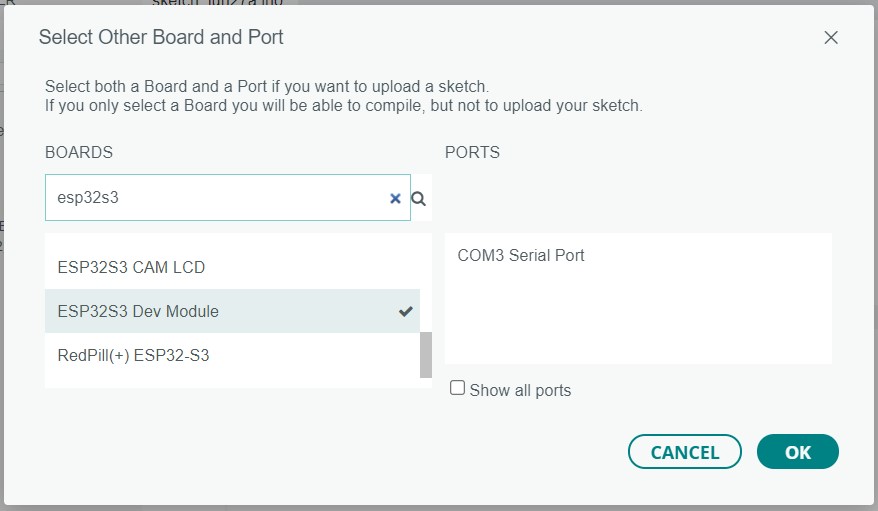 Select Other Board and Port
Select both a Board and a Port if you want to upload a sketch.
If you only select a Board you will be able to compile, but not to upload your sketch.
BOARDS
PORTS
esp32s3
ESP32S3 CAM LCD
ESP32S3 Dev Module
RedPill(+) ESP32-S3
COM3 Serial Port
Show all ports
CANCEL
OK